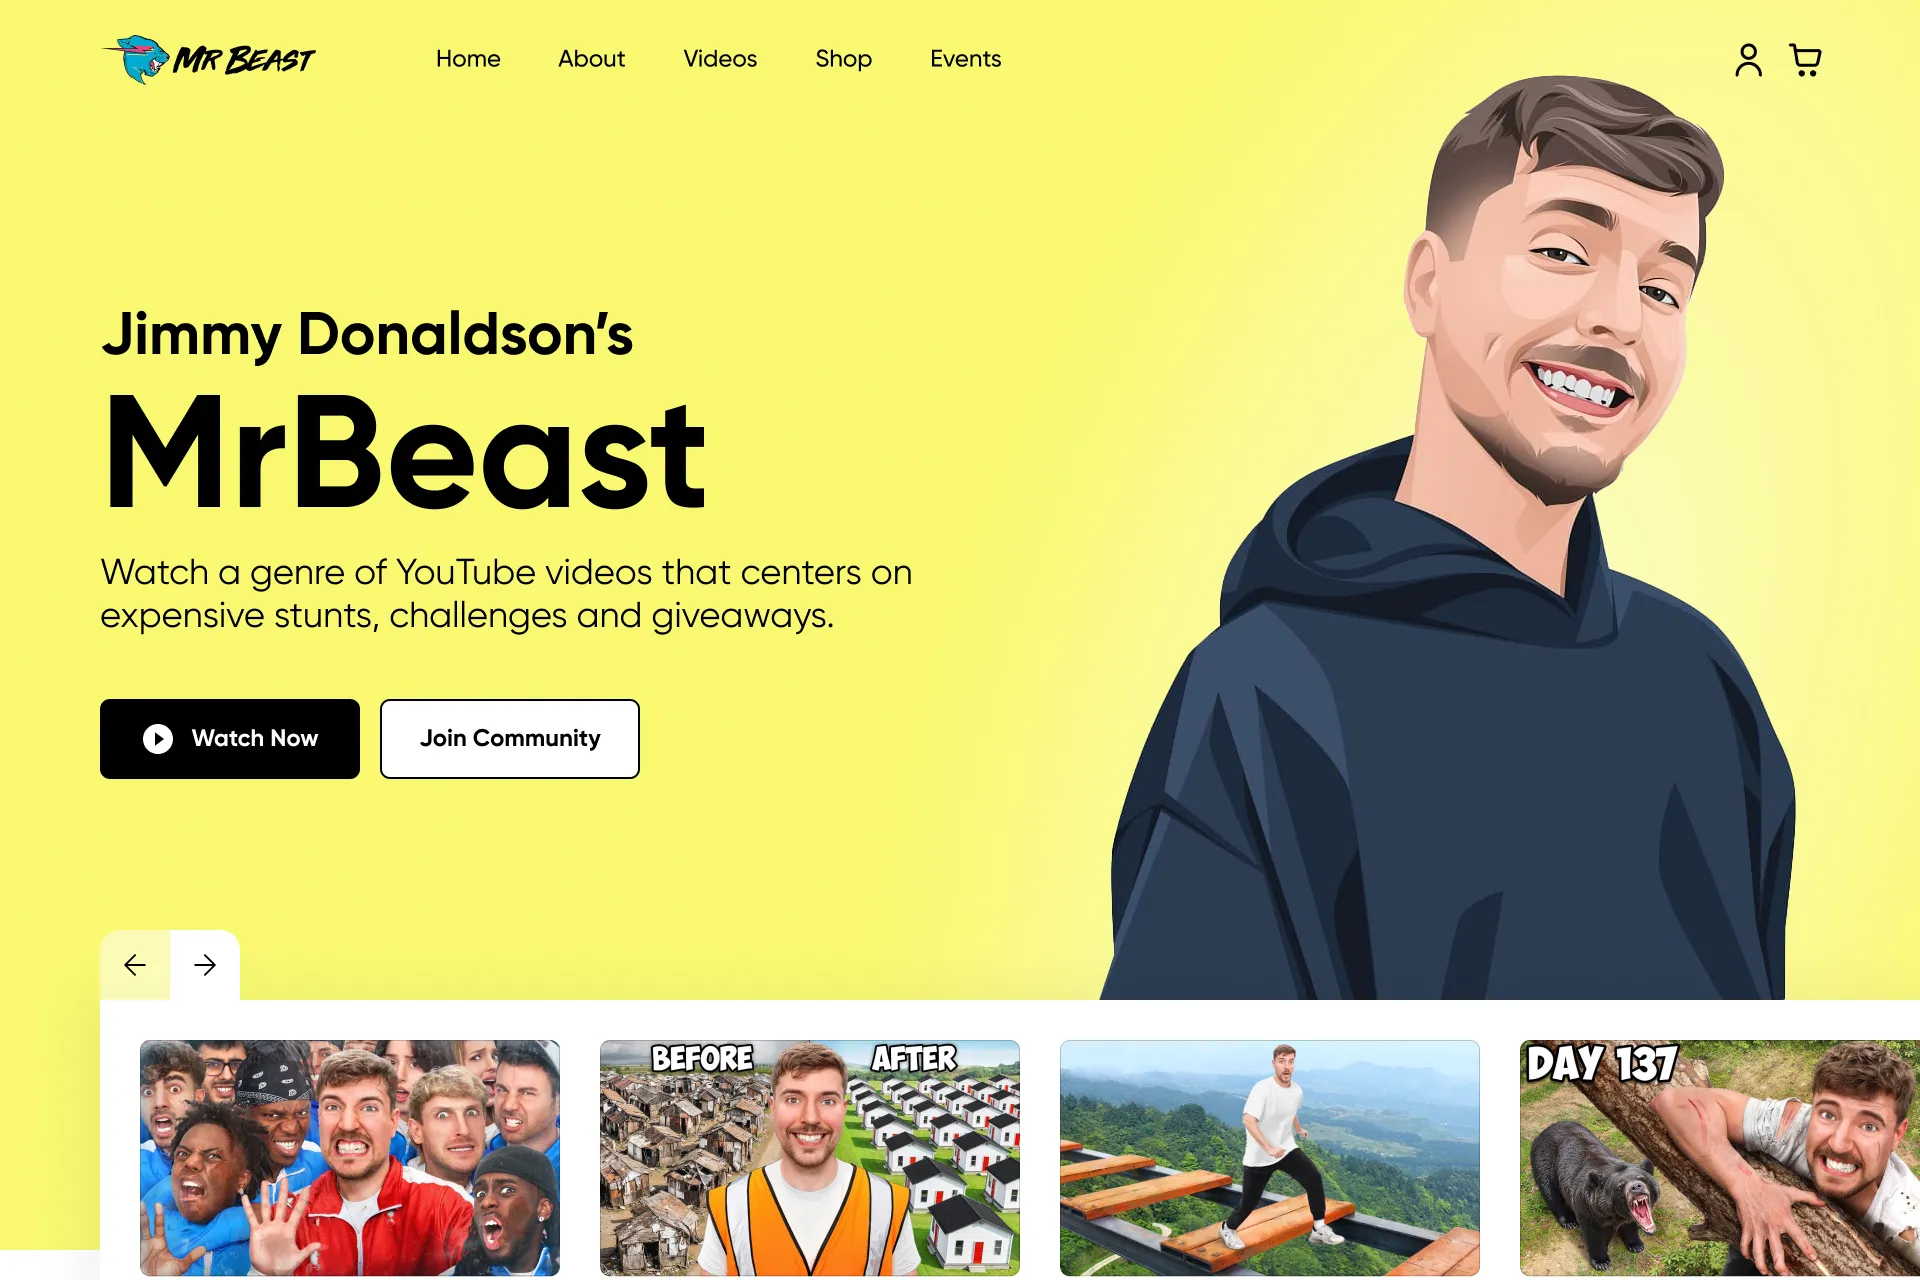 MR BEAST
Home
About
Videos
Shop
Events
Jimmy Donaldson’s
MrBeast
Watch a genre of YouTube videos that centers on
expensive stunts, challenges and giveaways.
Watch Now
Join Community
BEFORE
AFTER
DAY 137